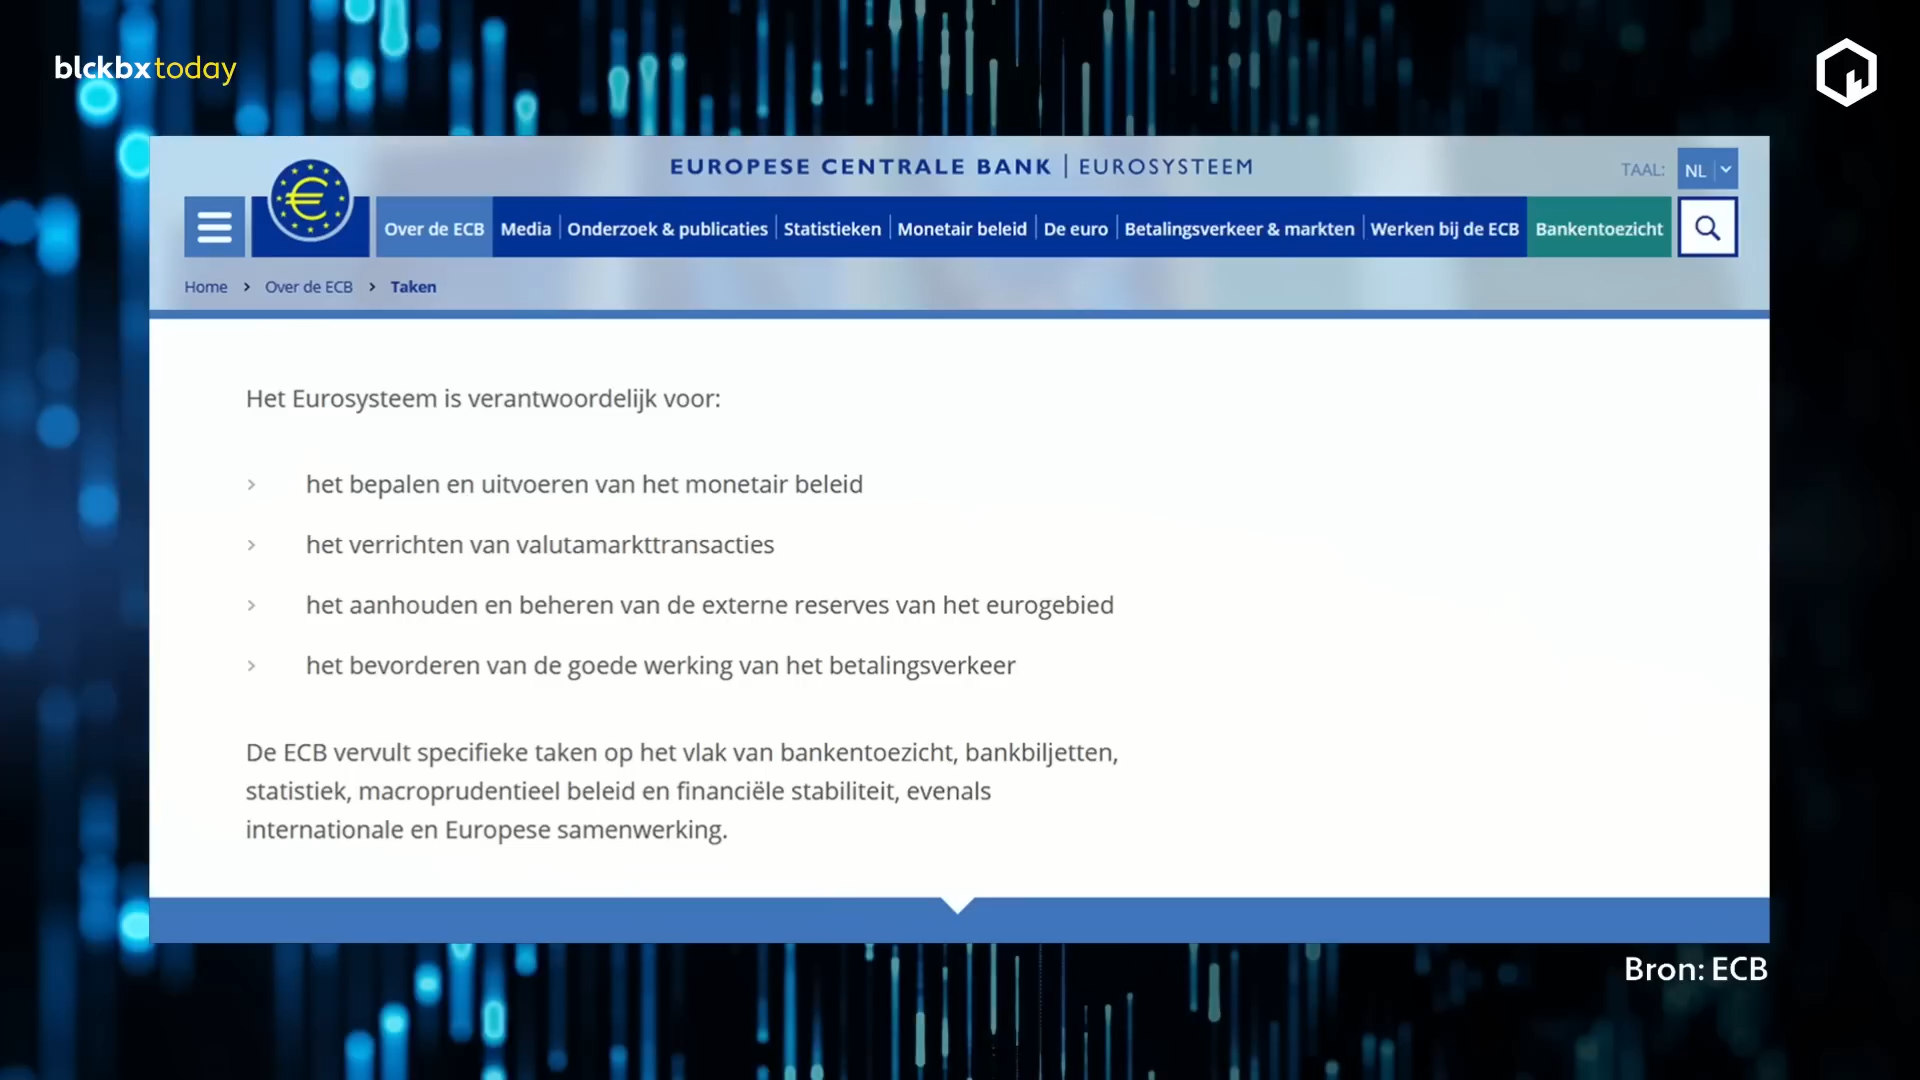 blckbxtoday
EUROPESE CENTRALE BANK | EUROSYSTEEM
TAAL: NL
Over de ECB Media Onderzoek & publicaties Statistieken Monetair beleid De euro Betalingsverkeer & markten Werken bij de ECB Bankentoezicht
Home > Over de ECB > Taken
Het Eurosysteem is verantwoordelijk voor:
> het bepalen en uitvoeren van het monetair beleid
> het verrichten van valutamarkttransacties
> het aanhouden en beheren van de externe reserves van het eurogebied
> het bevorderen van de goede werking van het betalingsverkeer
De ECB vervult specifieke taken op het vlak van bankentoezicht, bankbiljetten,
statistiek, macroprudentieel beleid en financiële stabiliteit, evenals
internationale en Europese samenwerking.
Bron: ECB